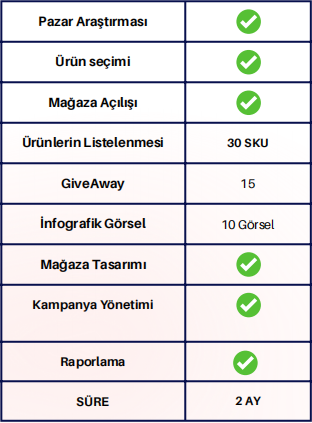 Pazar Araştırması
Ürün seçimi
Mağaza Açılışı
Ürünlerin Listelenmesi 30 SKU
GiveAway 15
İnfografik Görsel 10 Görsel
Mağaza Tasarımı
Kampanya Yönetimi
Raporlama
SÜRE 2 AY